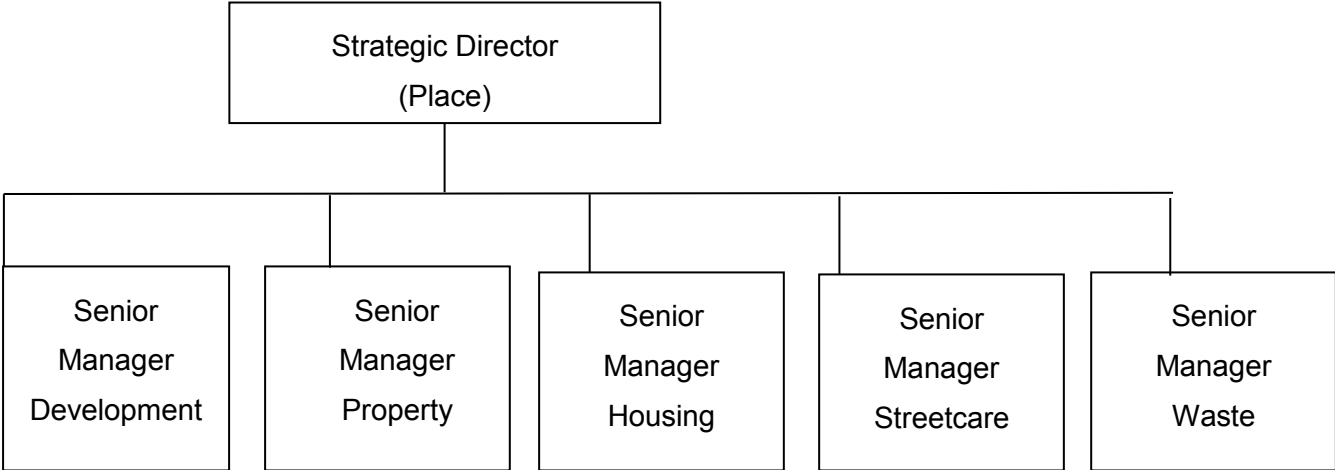 Strategic Director
(Place)
Senior
Manager
Development
Senior
Manager
Property
Senior
Manager
Housing
Senior
Manager
Streetcare
Senior
Manager
Waste